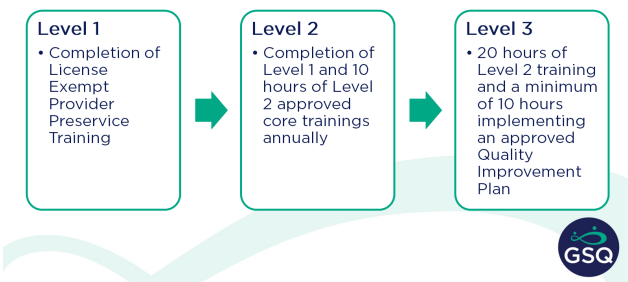 Level 1
• Completion of
License
Exempt
Provider
Preservice
Training
Level 2
• Completion of
Level 1 and 10
hours of Level
2 approved
core trainings
annually
Level 3
• 20 hours of
Level 2 training
and a minimum
of 10 hours
implementing
an approved
Quality
Improvement
Plan
GSQ